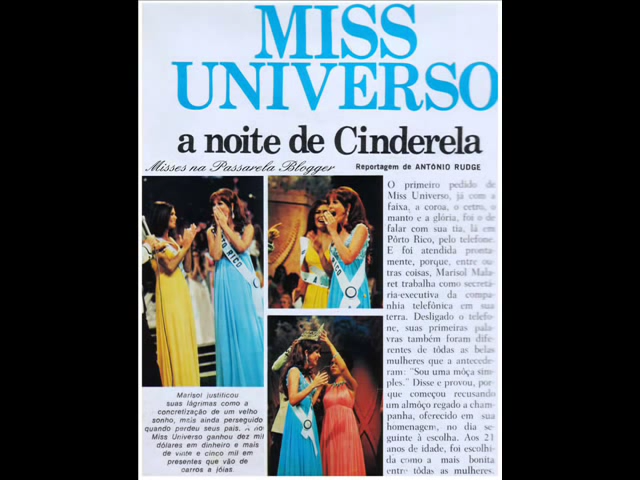 MISS
UNIVERSO
a noite de Cinderela
Misses na Passarela Blogger
Reportagem de ANTÔNIO RUDGE
O primeiro pedido de
Miss Universo, já com a
faixa, a coroa, o cetro, o
manto e a glória, foi o de
falar com sua tia, lá em
Pôrto Rico, pelo telefone.
E foi atendida pronta-
mente, porque, entre ou-
tras coisas, Marisol Mala-
ret trabalha como secretá-
ria-executiva da compa-
nhia telefônica em sua
terra. Desligado o telefo-
ne, suas primeiras pala-
vras também foram dife-
rentes de tôdas as belas
mulheres que a antecede-
ram: "Sou uma môça sim-
ples." Disse e provou, por-
que começou recusando
um almôço regado a cham-
panha, oferecido em sua
homenagem, no dia se-
guinte à escolha. Aos 21
anos de idade, foi escolhi-
da como a mais bonita
entre tôdas as mulheres.
PUERTO RICO
RICO
Marisol justificou
suas lágrimas como a
concretização de um velho
sonho, mais ainda perseguido
quando perdeu seus pais. A no
Miss Universo ganhou dez mil
dólares em dinheiro e mais
de vinte e cinco mil em
presentes que vão de
carros a jóias.